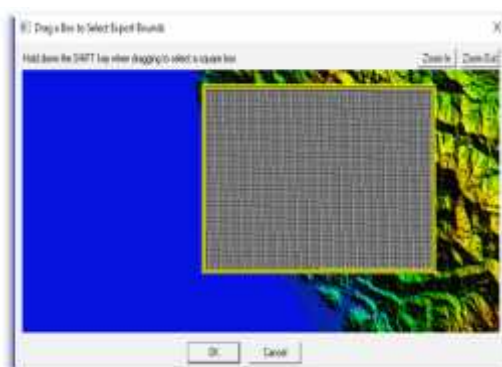 Drag a Box to Select Export Bounds
Hold down the SHIFT key when dragging to select a square box
Zoom In Zoom Out
OK Cancel